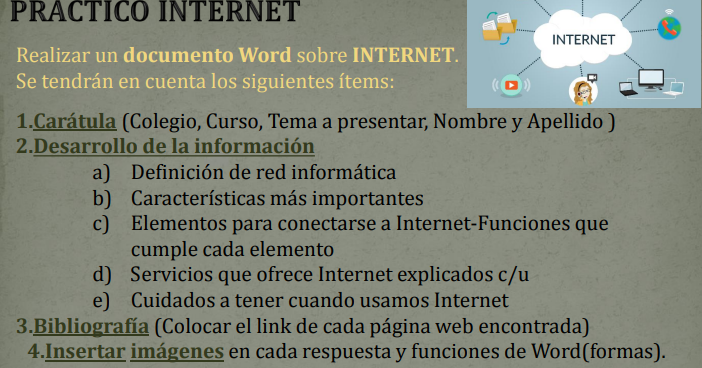 PRÁCTICO INTERNET
INTERNET
Realizar un documento Word sobre INTERNET.
Se tendrán en cuenta los siguientes ítems:
1.Carátula (Colegio, Curso, Tema a presentar, Nombre y Apellido )
2.Desarrollo de la información
a) Definición de red informática
b) Características más importantes
c) Elementos para conectarse a Internet-Funciones que
cumple cada elemento
d) Servicios que ofrece Internet explicados c/u
e) Cuidados a tener cuando usamos Internet
3.Bibliografía (Colocar el link de cada página web encontrada)
4.Insertar imágenes en cada respuesta y funciones de Word(formas).